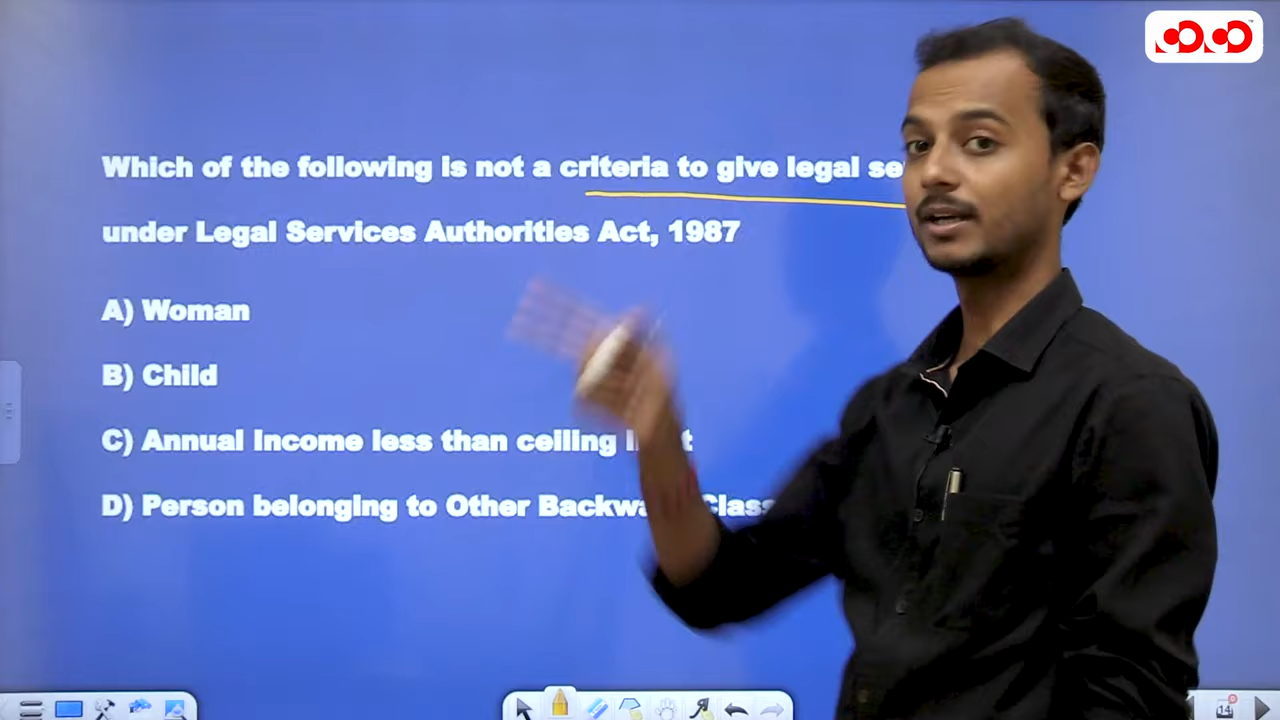 Which of the following is not a criteria to give legal
under Legal Services Authorities Act, 1987
A) Woman
B) Child
C) Annual Income less than ceiling
D) Person belonging to Other
14